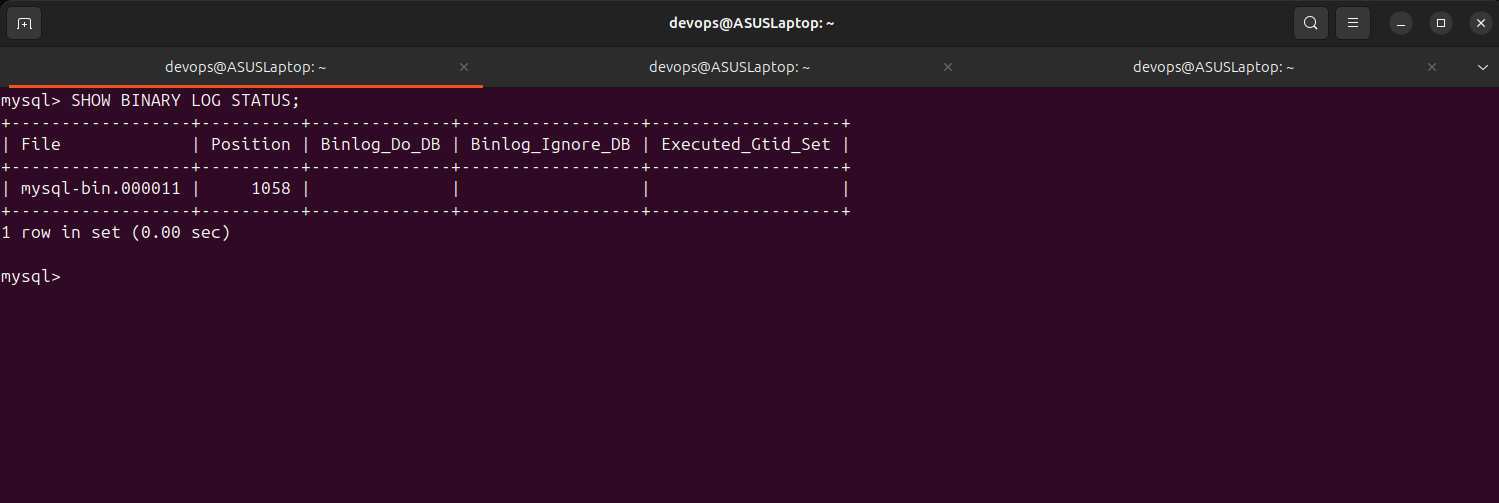 devops@ASUSLaptop: ~
devops@ASUSLaptop: ~
devops@ASUSLaptop: ~
devops@ASUSLaptop: ~
mysql> SHOW BINARY LOG STATUS;
+------------------+----------+--------------+------------------+-------------------+
| File             | Position | Binlog_Do_DB | Binlog_Ignore_DB | Executed_Gtid_Set |
+------------------+----------+--------------+------------------+-------------------+
| mysql-bin.000011 |     1058 |              |                  |                   |
+------------------+----------+--------------+------------------+-------------------+
1 row in set (0.00 sec)
mysql>